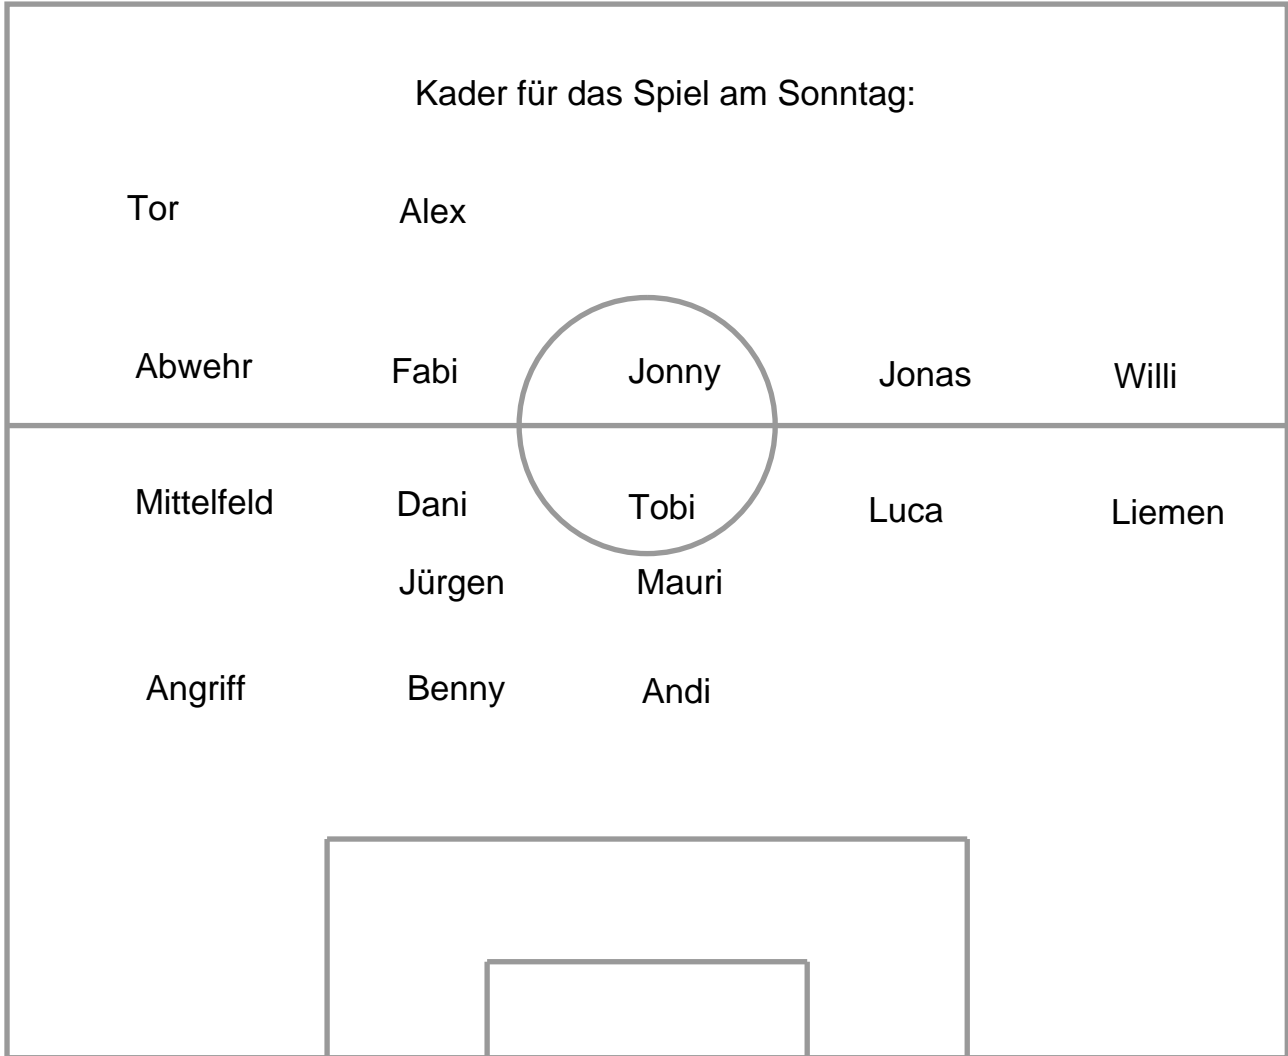 Kader für das Spiel am Sonntag:
Tor Alex
Abwehr Fabi Jonny Jonas Willi
Mittelfeld Dani Tobi Luca Liemen
Jürgen Mauri
Angriff Benny Andi